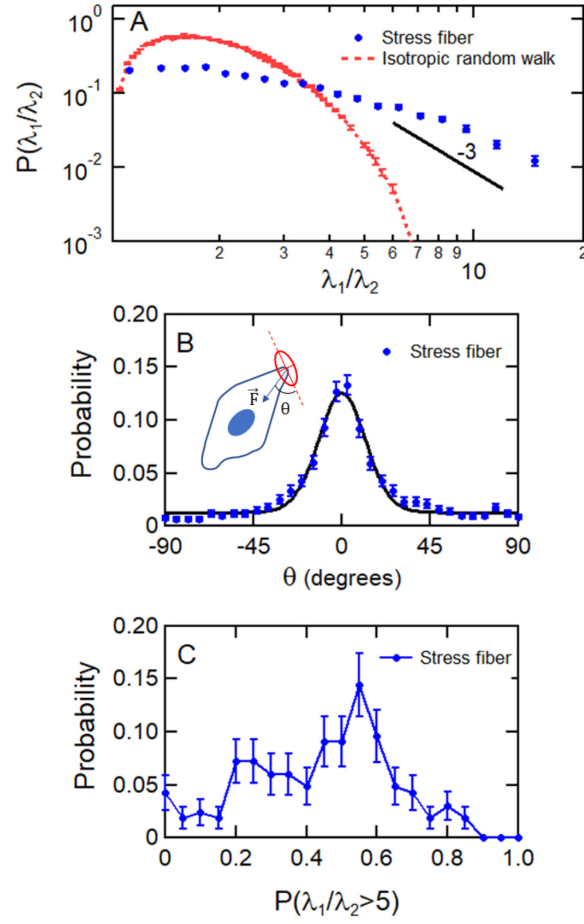 A
Stress fiber
Isotropic random walk
P(λ₁/λ₂)
10⁰
10⁻¹
10⁻²
10⁻³
-3
2 3 4 5 6 7 8 9 10 2
λ₁/λ₂
B
Stress fiber
F
θ
Probability
0.20
0.15
0.10
0.05
0
-90 -45 0 45 90
θ (degrees)
C
Stress fiber
Probability
0.20
0.15
0.10
0.05
0
0 0.2 0.4 0.6 0.8 1.0
P(λ₁/λ₂>5)